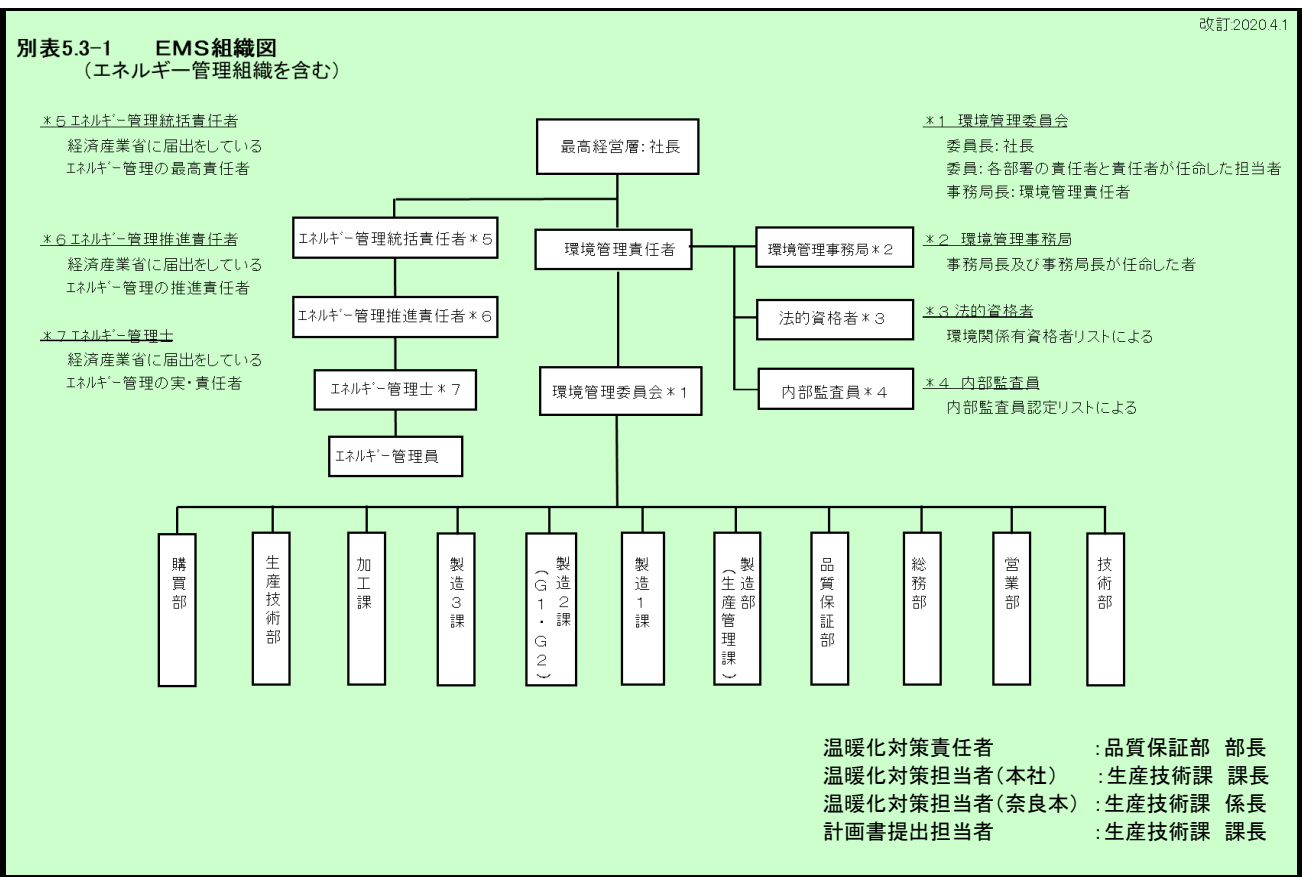 改訂:2020.4.1
別表5.3-1　　EMS組織図
（エネルギー管理組織を含む）
＊5 エネルギー管理統括責任者
経済産業省に届出をしている
エネルギー管理の最高責任者
＊6 エネルギー管理推進責任者
経済産業省に届出をしている
エネルギー管理の推進責任者
＊7 エネルギー管理士
経済産業省に届出をしている
エネルギー管理の実・責任者
最高経営層：社長
エネルギー管理統括責任者＊5
エネルギー管理推進責任者＊6
エネルギー管理士＊7
エネルギー管理員
環境管理責任者
環境管理委員会＊1
環境管理事務局＊2
法的資格者＊3
内部監査員＊4
＊1　環境管理委員会
委員長：社長
委員：各部署の責任者と責任者が任命した担当者
事務局長：環境管理責任者
＊2　環境管理事務局
事務局長及び事務局長が任命した者
＊3 法的資格者
環境関係有資格者リストによる
＊4　内部監査員
内部監査員認定リストによる
購買部
生産技術部
加工課
製造3課
製造2課
（G1・G2）
製造1課
製造部
（生産管理課）
品質保証部
総務部
営業部
技術部
温暖化対策責任者　　　　　：品質保証部　部長
温暖化対策担当者（本社）　：生産技術課　課長
温暖化対策担当者（奈良本）：生産技術課　係長
計画書提出担当者　　　　　：生産技術課　課長